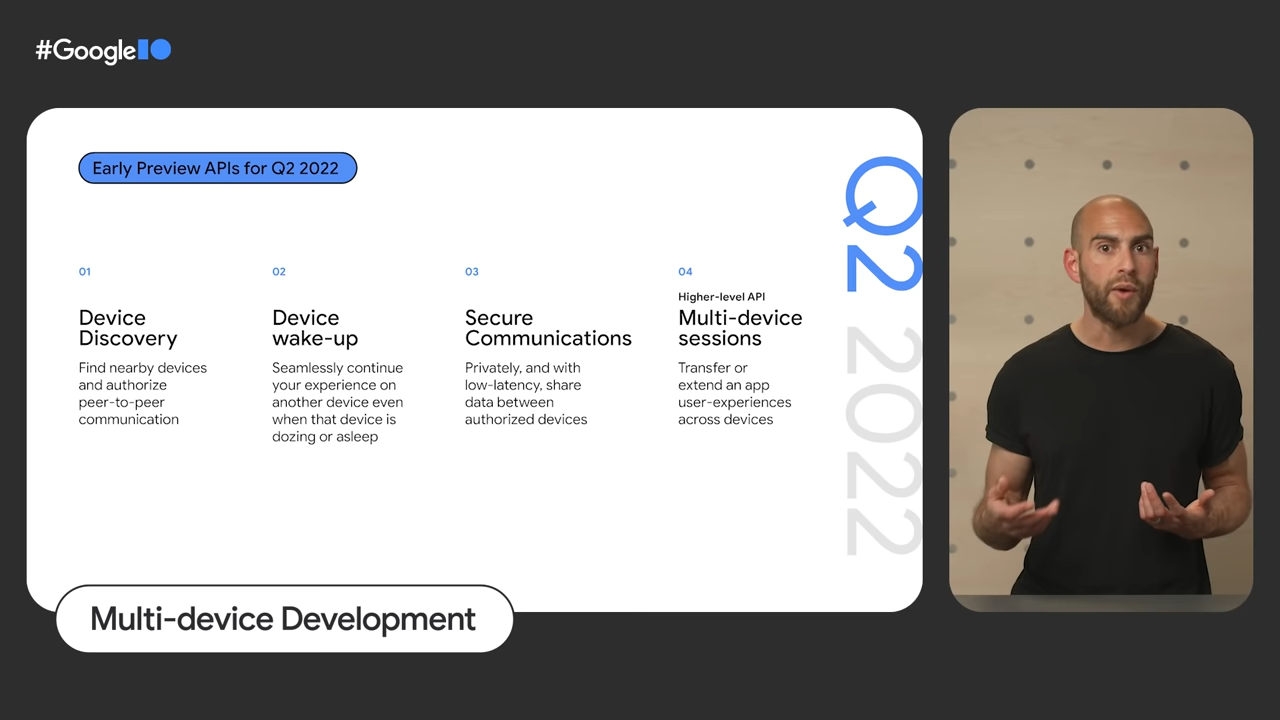 #GoogleIO
Early Preview APIs for Q2 2022
01
Device
Discovery
Find nearby devices
and authorize
peer-to-peer
communication
02
Device
wake-up
Seamlessly continue
your experience on
another device even
when that device is
dozing or asleep
03
Secure
Communications
Privately, and with
low-latency, share
data between
authorized devices
04
Higher-level API
Multi-device
sessions
Transfer or
extend an app
user-experiences
across devices
Q2 2022
Multi-device Development